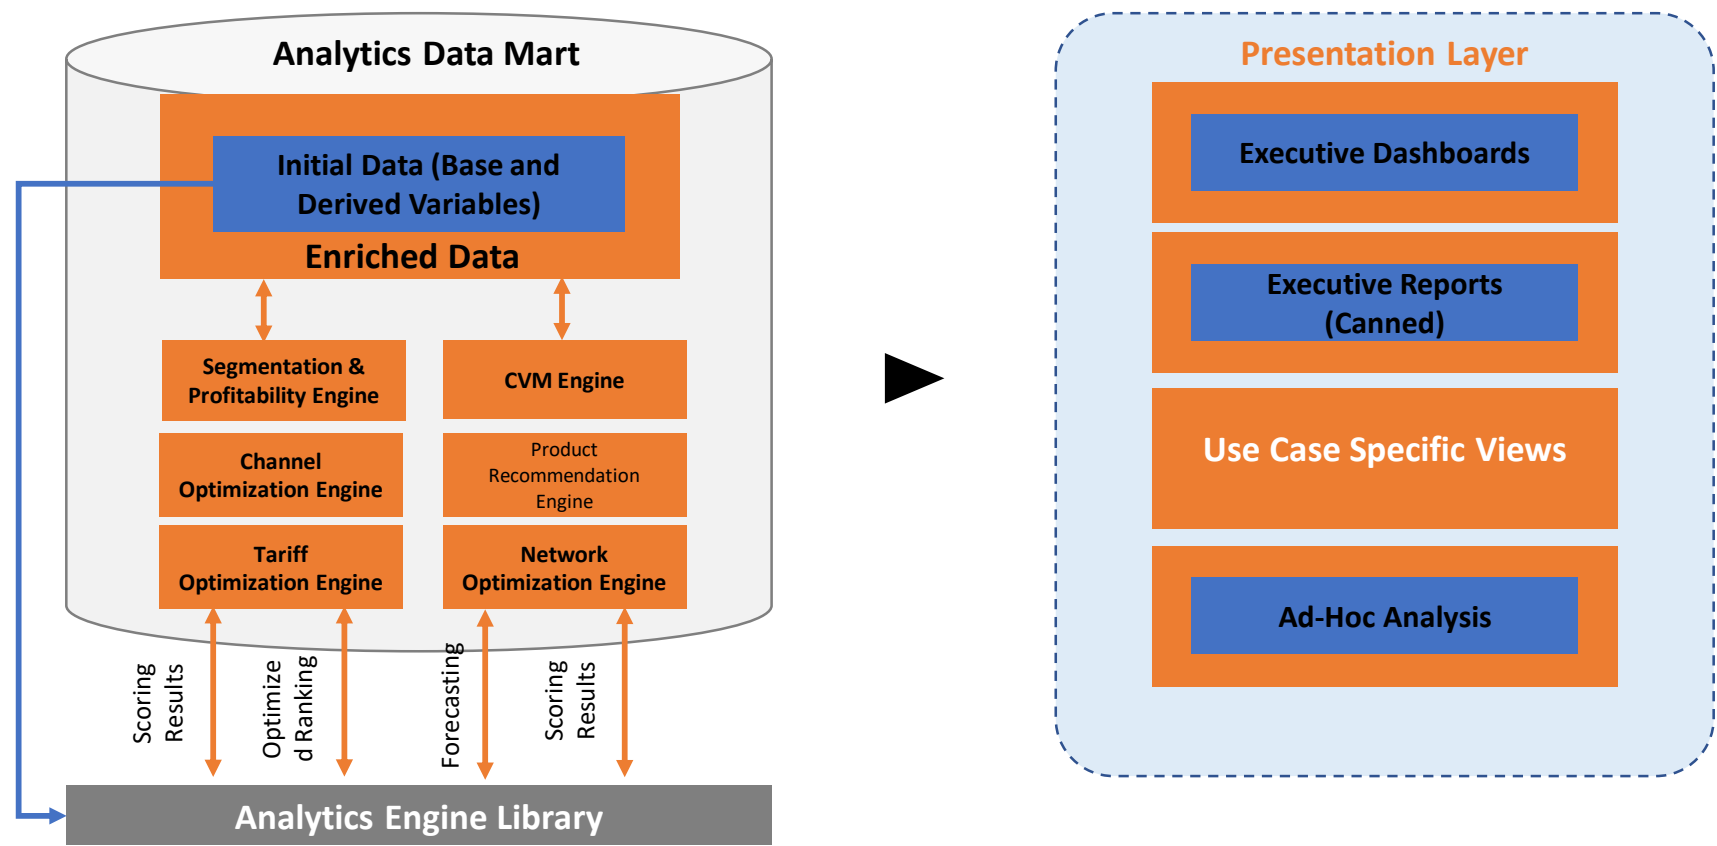 Analytics Data Mart
Initial Data (Base and
Derived Variables)
Enriched Data
Segmentation &
Profitability Engine
CVM Engine
Channel
Optimization Engine
Product
Recommendation
Engine
Tariff
Optimization Engine
Network
Optimization Engine
Scoring
Results
Optimize
d Ranking
Forecasting
Scoring
Results
Analytics Engine Library
Presentation Layer
Executive Dashboards
Executive Reports
(Canned)
Use Case Specific Views
Ad-Hoc Analysis